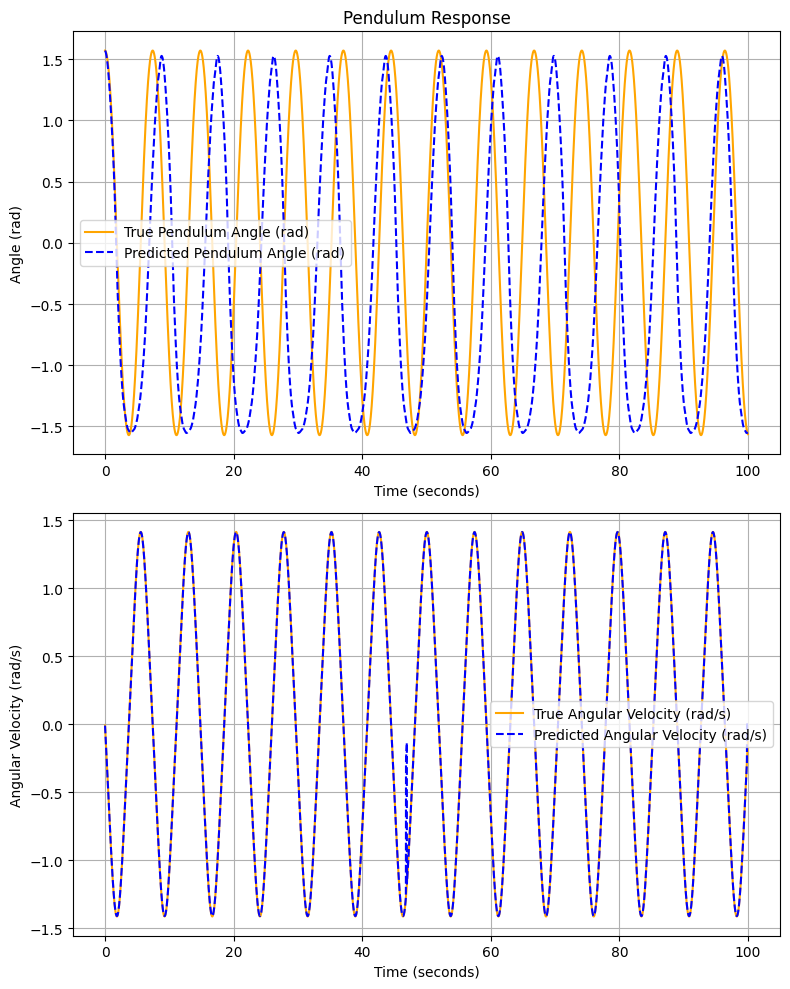 Pendulum Response
1.5
1.0
0.5
0.0
−0.5
−1.0
−1.5
Angle (rad)
True Pendulum Angle (rad)
Predicted Pendulum Angle (rad)
0 20 40 60 80 100
Time (seconds)
1.5
1.0
0.5
0.0
−0.5
−1.0
−1.5
Angular Velocity (rad/s)
True Angular Velocity (rad/s)
Predicted Angular Velocity (rad/s)
0 20 40 60 80 100
Time (seconds)